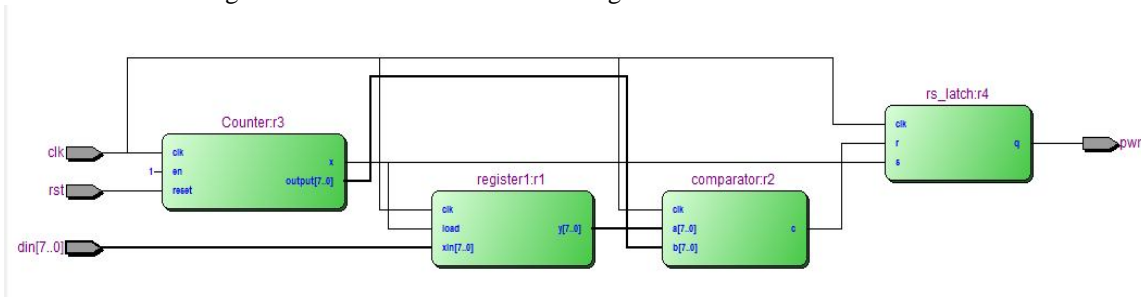 rs_latch:r4
Counter:r3
clk
r
s
q
pwr
clk
clk
en
reset
x
output[7..0]
1
rst
register1:r1
comparator:r2
din[7..0]
clk
load
xin[7..0]
y[7..0]
clk
a[7..0]
b[7..0]
c